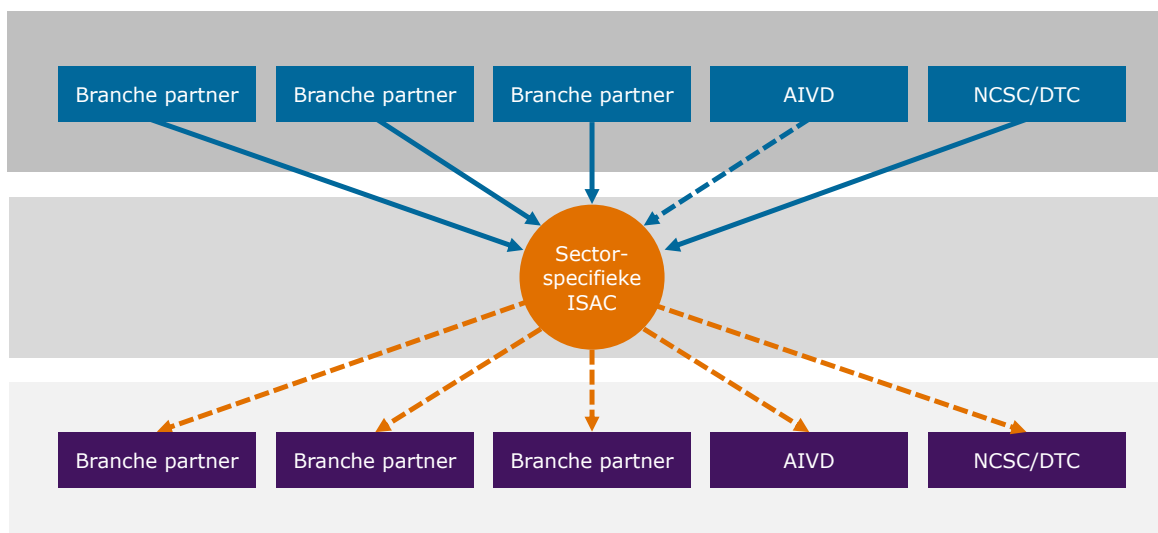 Branche partner
Branche partner
Branche partner
AIVD
NCSC/DTC
Sector-
specifieke
ISAC
Branche partner
Branche partner
Branche partner
AIVD
NCSC/DTC